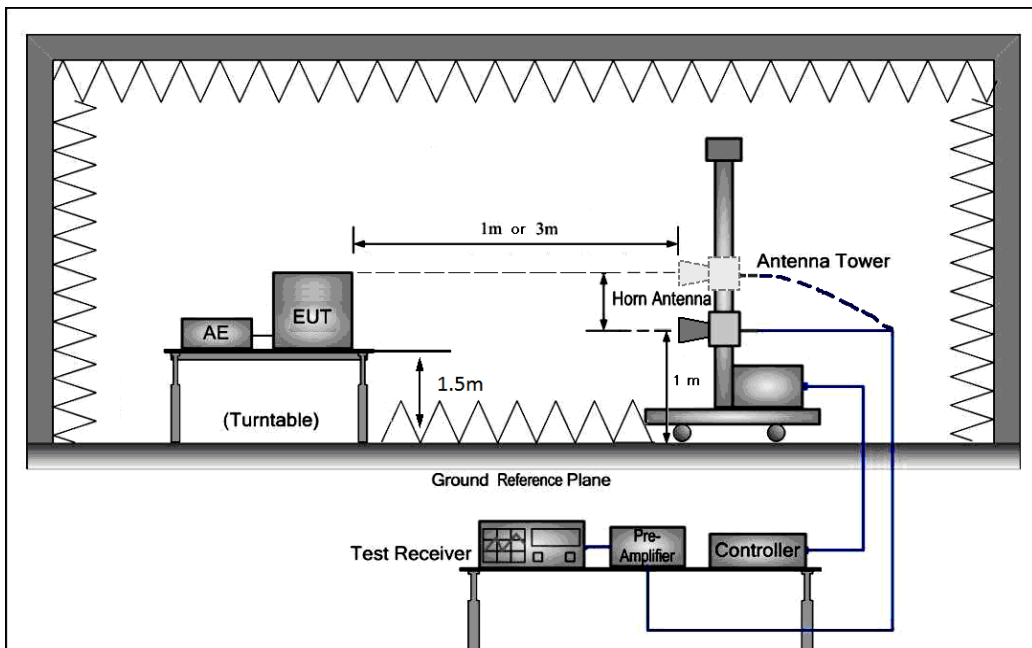 1m or 3m
Antenna Tower
Horn Antenna
EUT
AE
1.5m
1 m
(Turntable)
Ground Reference Plane
Test Receiver
Pre-
Amplifier
Controller